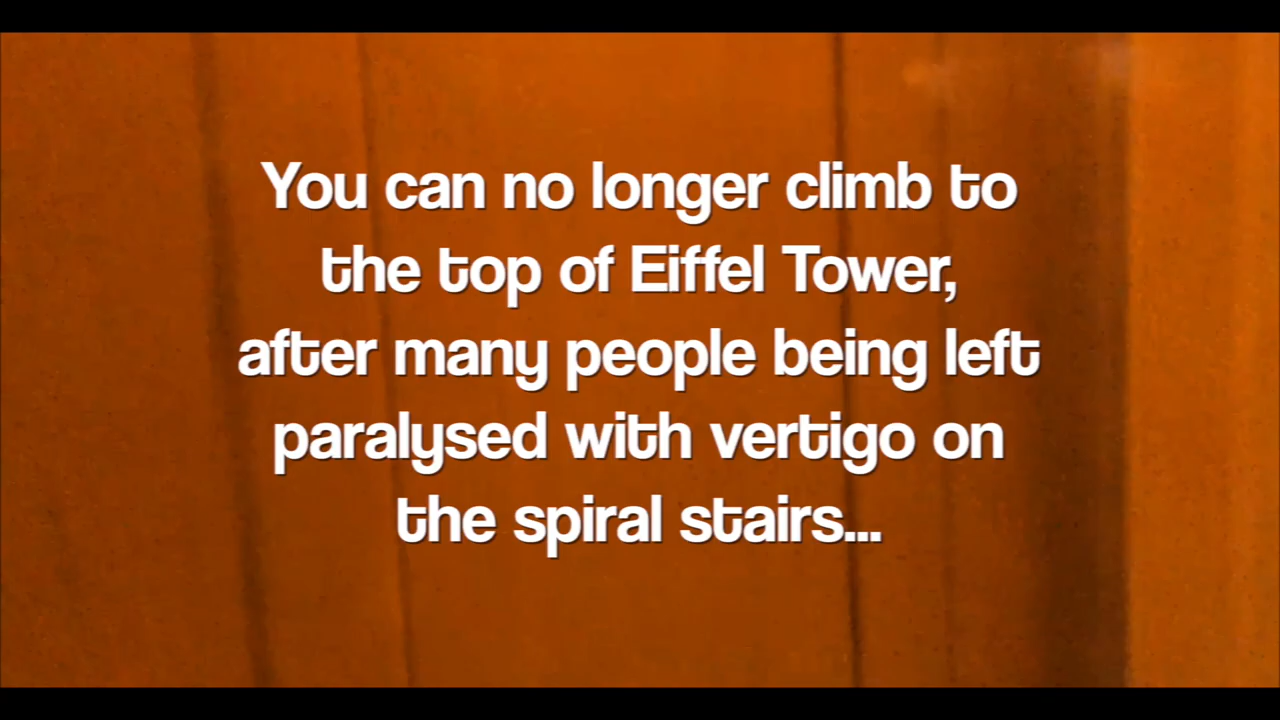 You can no longer climb to
the top of Eiffel Tower,
after many people being left
paralysed with vertigo on
the spiral stairs...